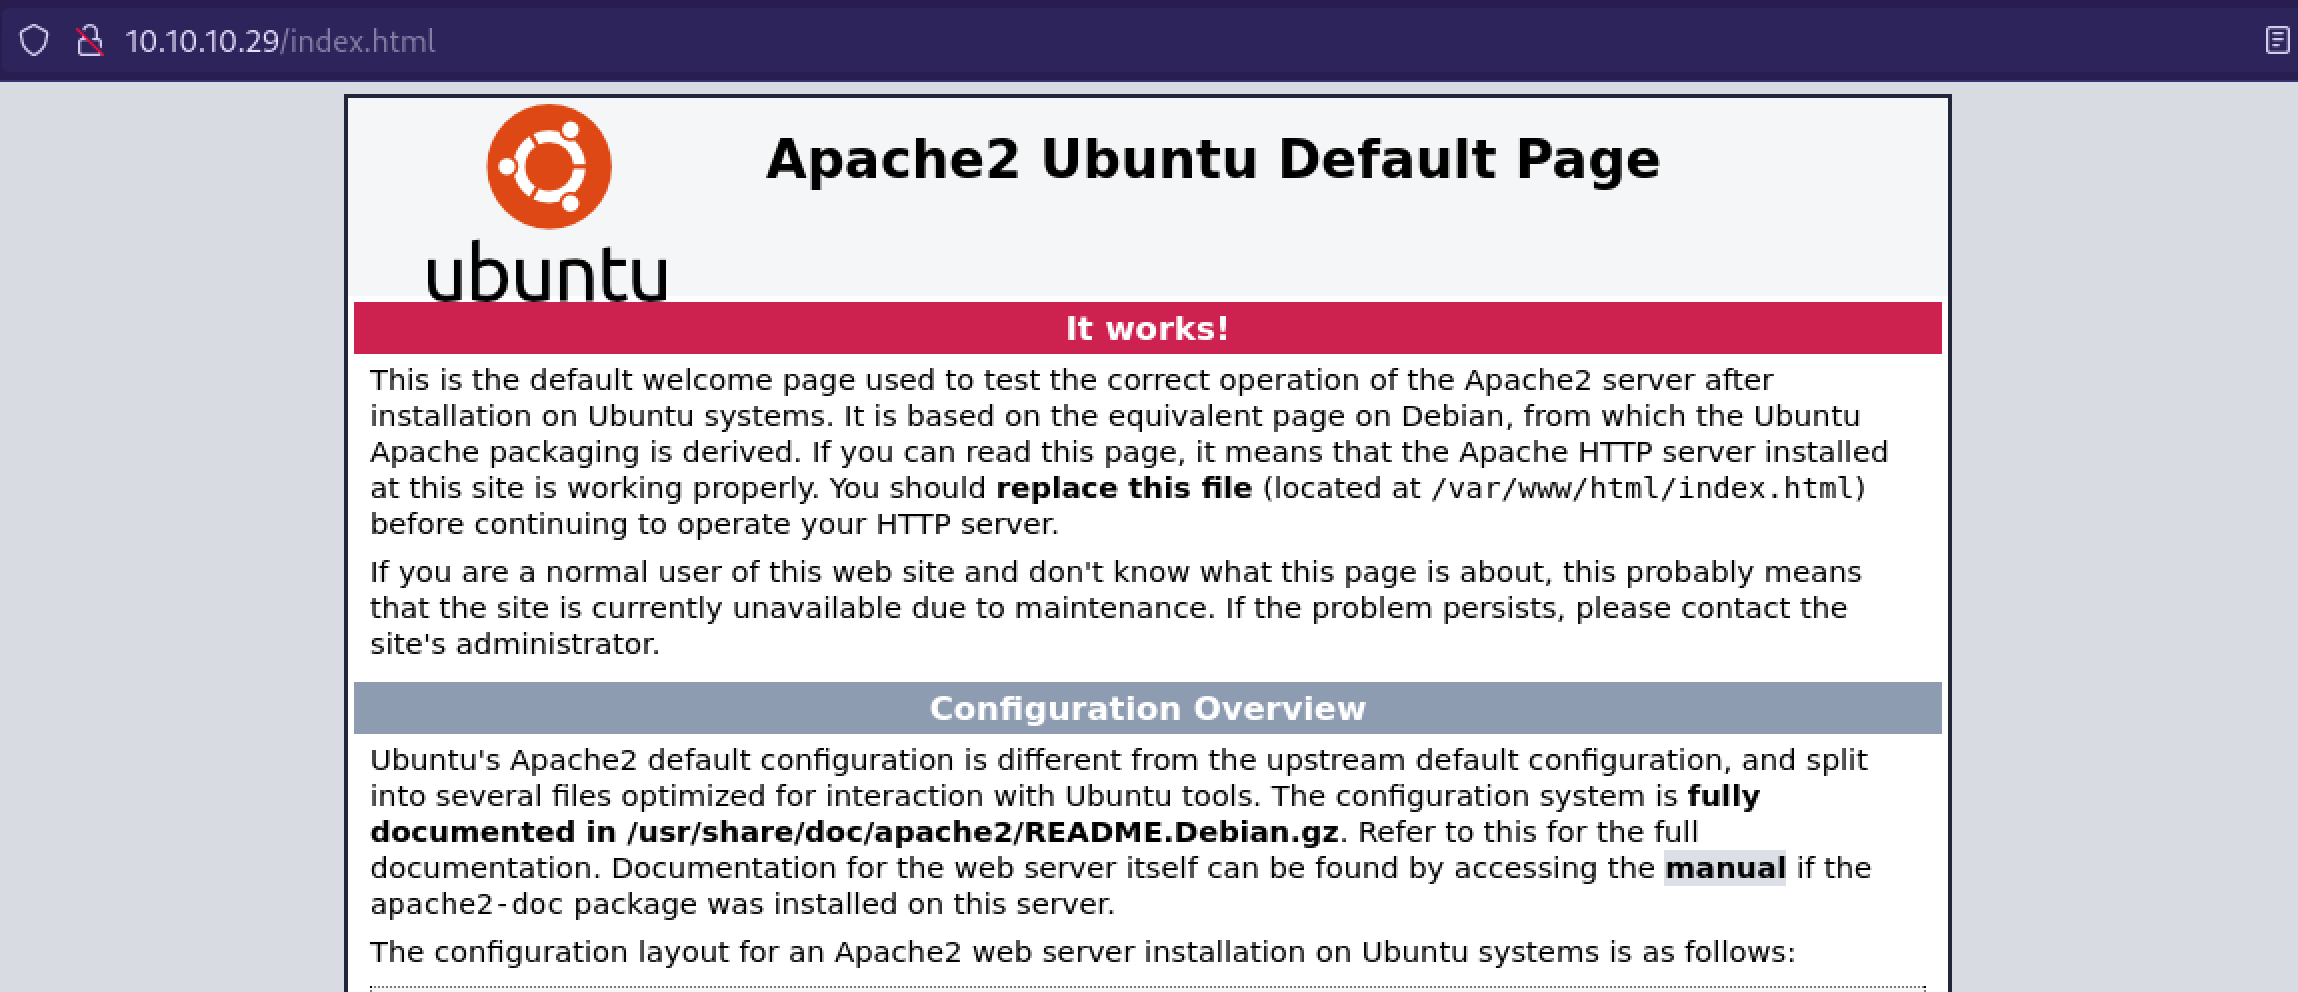 10.10.10.29/index.html
Apache2 Ubuntu Default Page
ubuntu
It works!
This is the default welcome page used to test the correct operation of the Apache2 server after
installation on Ubuntu systems. It is based on the equivalent page on Debian, from which the Ubuntu
Apache packaging is derived. If you can read this page, it means that the Apache HTTP server installed
at this site is working properly. You should replace this file (located at /var/www/html/index.html)
before continuing to operate your HTTP server.
If you are a normal user of this web site and don't know what this page is about, this probably means
that the site is currently unavailable due to maintenance. If the problem persists, please contact the
site's administrator.
Configuration Overview
Ubuntu's Apache2 default configuration is different from the upstream default configuration, and split
into several files optimized for interaction with Ubuntu tools. The configuration system is fully
documented in /usr/share/doc/apache2/README.Debian.gz. Refer to this for the full
documentation. Documentation for the web server itself can be found by accessing the manual if the
apache2-doc package was installed on this server.
The configuration layout for an Apache2 web server installation on Ubuntu systems is as follows: